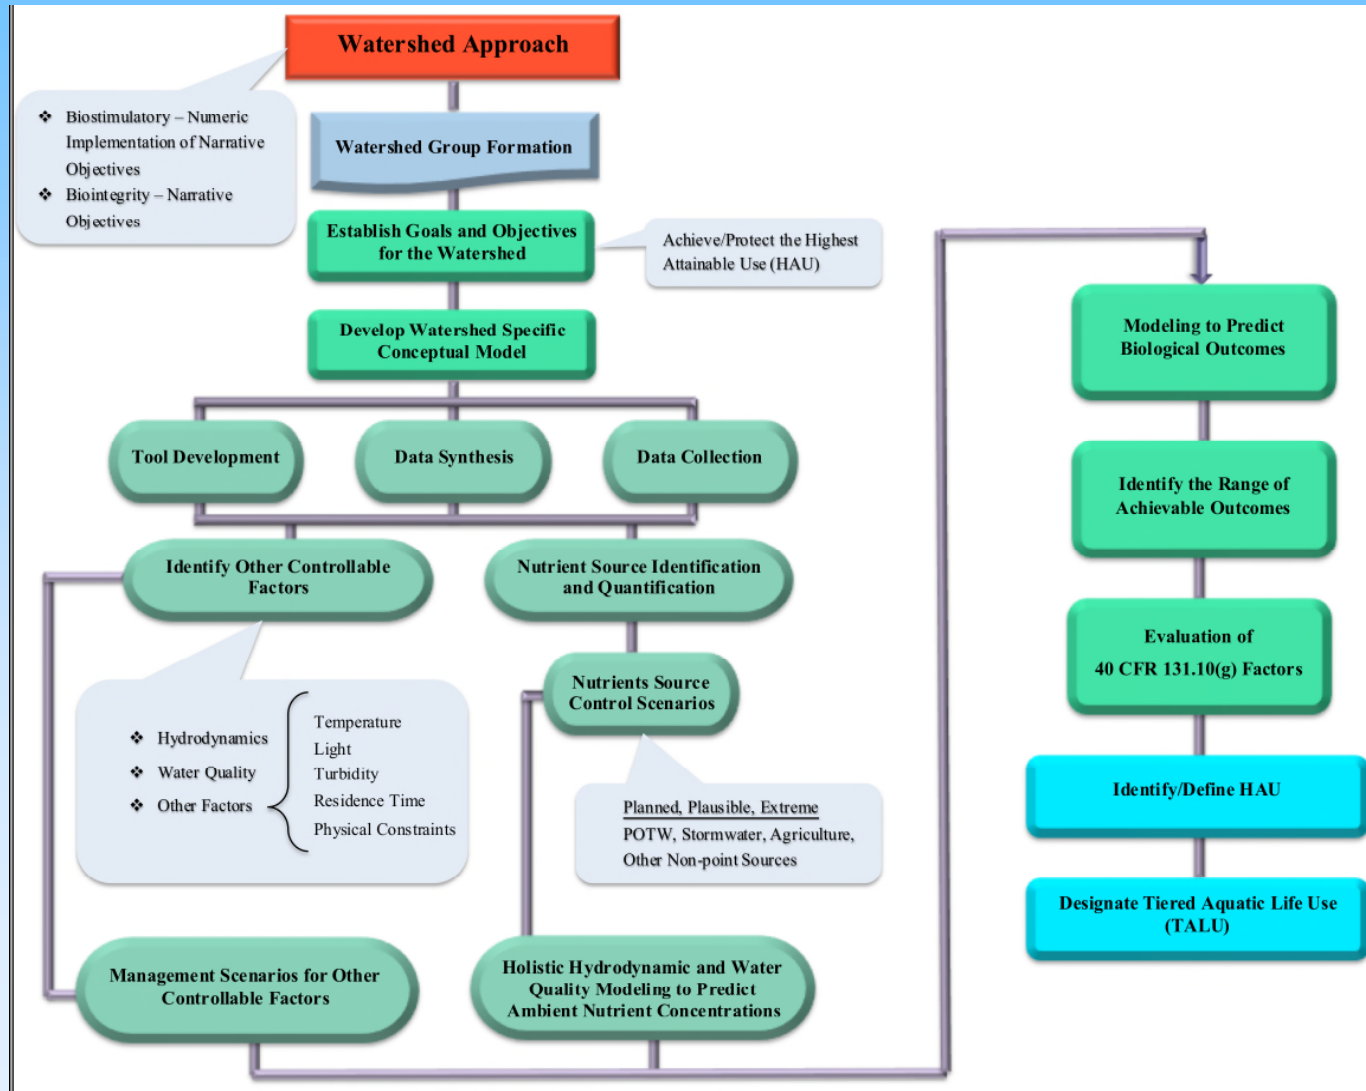 Watershed Approach
❖ Biostimulatory – Numeric
Implementation of Narrative
Objectives
❖ Biointegrity – Narrative
Objectives
Watershed Group Formation
Establish Goals and Objectives
for the Watershed
Achieve/Protect the Highest
Attainable Use (HAU)
Develop Watershed Specific
Conceptual Model
Tool Development
Data Synthesis
Data Collection
Identify Other Controllable
Factors
Nutrient Source Identification
and Quantification
❖ Hydrodynamics
❖ Water Quality
❖ Other Factors
Temperature
Light
Turbidity
Residence Time
Physical Constraints
Nutrients Source
Control Scenarios
Planned, Plausible, Extreme
POTW, Stormwater, Agriculture,
Other Non-point Sources
Management Scenarios for Other
Controllable Factors
Holistic Hydrodynamic and Water
Quality Modeling to Predict
Ambient Nutrient Concentrations
Modeling to Predict
Biological Outcomes
Identify the Range of
Achievable Outcomes
Evaluation of
40 CFR 131.10(g) Factors
Identify/Define HAU
Designate Tiered Aquatic Life Use
(TALU)